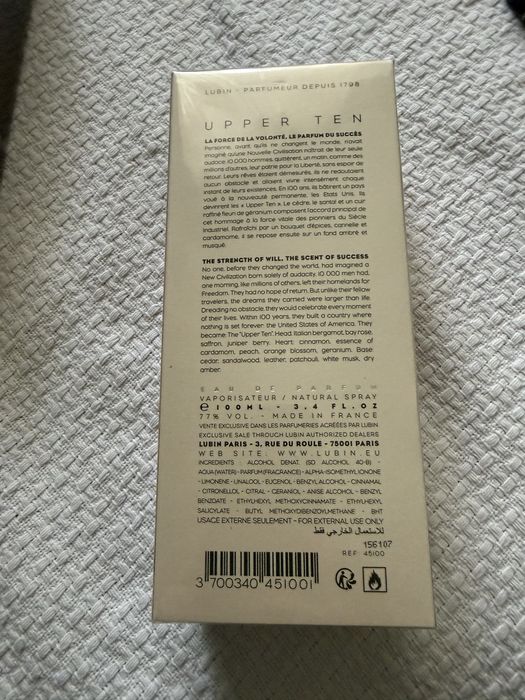 LUBIN - PARFUMEUR DEPUIS 1798
UPPER TEN
LA FORCE DE LA VOLONTÉ, LE PARFUM DU SUCCÈS
Personne, avant qu'ils ne changent le monde, n'avait
imaginé qu'une Nouvelle Civilisation naîtrait de leur seule
audace. 10 000 hommes, quittèrent, un matin, comme des
millions d'autres, leur patrie pour la Liberté, sans espoir de
retour. Leurs rêves étaient démesurés, ils ne redoutaient
aucun obstacle et allaient vivre intensément chaque
instant de leurs existences. En 100 ans, ils bâtirent un pays
voué à la nouveauté permanente, les États Unis. Ils
devinrent les « Upper Ten ». Le cèdre, le santal et un cuir
raffiné fleuri de géranium composent l'accord principal de
cet hommage à la force vitale des pionniers du Siècle
Industriel. Rafraîchi par un bouquet d'épices, cannelle et
cardamome, il se repose ensuite sur un fond ambré et
musqué.
THE STRENGTH OF WILL. THE SCENT OF SUCCESS
No one, before they changed the world, had imagined a
New Civilization born solely of audacity. 10 000 men had,
one morning, like millions of others, left their homelands for
Freedom. They had no hope of return. But unlike their fellow
travelers, the dreams they carried were larger than life.
Dreading no obstacle, they would celebrate every moment
of their lives. Within 100 years, they built a country where
nothing is set forever: the United States of America. They
became The "Upper Ten". Head: Italian bergamot, bay rose,
saffron, juniper berry. Heart: cinnamon, essence of
cardamom, peach, orange blossom, geranium. Base:
cedar, sandalwood, leather, patchouli, white musk, dry
amber.
EAU DE PARFUM
VAPORISATEUR / NATURAL SPRAY
℮ 100ML - 3,4 FL.OZ
77% VOL. - MADE IN FRANCE
VENTE EXCLUSIVE DANS LES PARFUMERIES AGRÉÉES PAR LUBIN
EXCLUSIVE SALE THROUGH LUBIN AUTHORIZED DEALERS
LUBIN PARIS - 3, RUE DU ROULE - 75001 PARIS
WEB SITE: WWW.LUBIN.EU
INGREDIENTS : ALCOHOL DENAT. (SD ALCOHOL 40-B) -
AQUA (WATER) - PARFUM (FRAGRANCE) - ALPHA-ISOMETHYL IONONE
- LIMONENE - LINALOOL - EUGENOL - BENZYL ALCOHOL - CINNAMAL
- CITRONELLOL - CITRAL - GERANIOL - ANISE ALCOHOL - BENZYL
BENZOATE - ETHYLHEXYL METHOXYCINNAMATE - ETHYLHEXYL
SALICYLATE - BUTYL METHOXYDIBENZOYLMETHANE - BHT
USAGE EXTERNE SEULEMENT - FOR EXTERNAL USE ONLY
للاستعمال الخارجي فقط
156107
REF: 45100
3 700340 451001